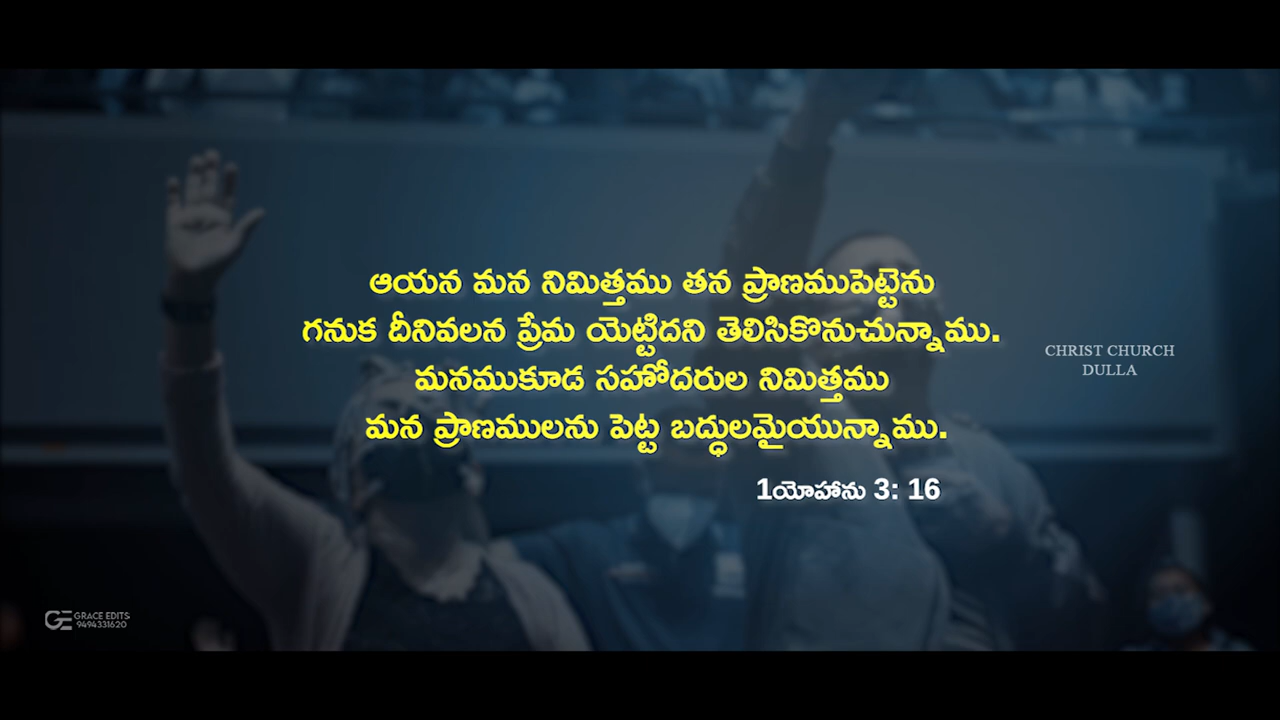 ఆయన మన నిమిత్తము తన ప్రాణముపెట్టెను
గనుక దీనివలన ప్రేమ యెట్టిదని తెలిసికొనుచున్నాము.
మనముకూడ సహోదరుల నిమిత్తము
మన ప్రాణములను పెట్ట బద్ధులమైయున్నాము.
1యోహాను 3: 16
CHRIST CHURCH
DULLA
GE GRACE EDITS
9494331620